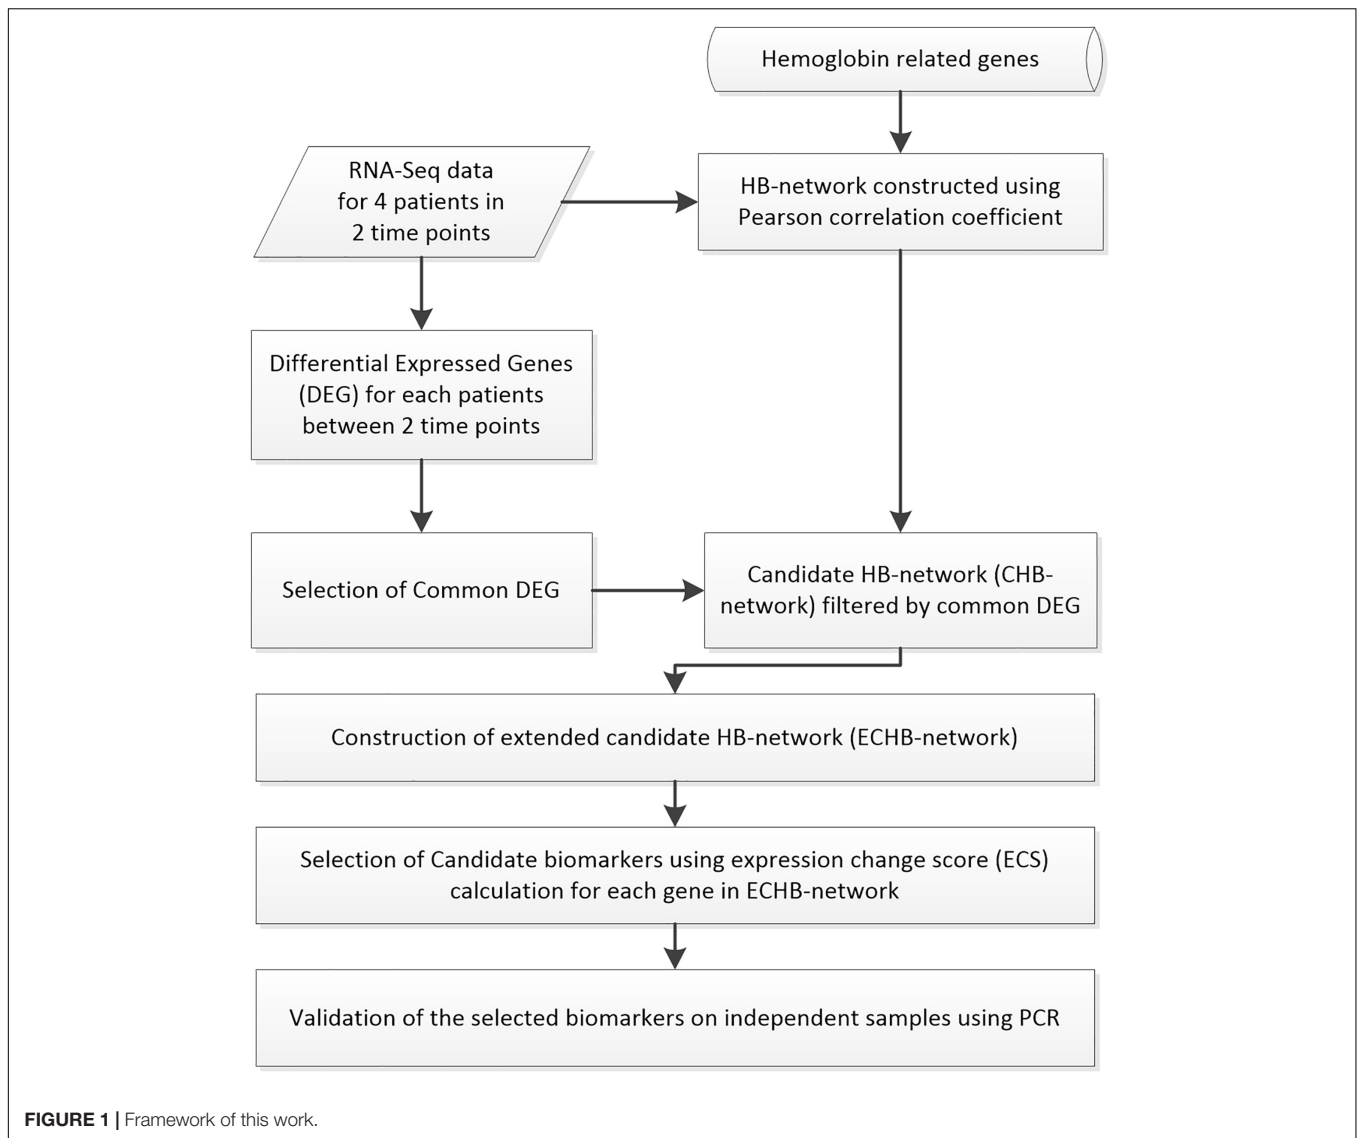 Hemoglobin related genes
RNA-Seq data
for 4 patients in
2 time points
HB-network constructed using
Pearson correlation coefficient
Differential Expressed Genes
(DEG) for each patients
between 2 time points
Selection of Common DEG
Candidate HB-network (CHB-
network) filtered by common DEG
Construction of extended candidate HB-network (ECHB-network)
Selection of Candidate biomarkers using expression change score (ECS)
calculation for each gene in ECHB-network
Validation of the selected biomarkers on independent samples using PCR
FIGURE 1 | Framework of this work.